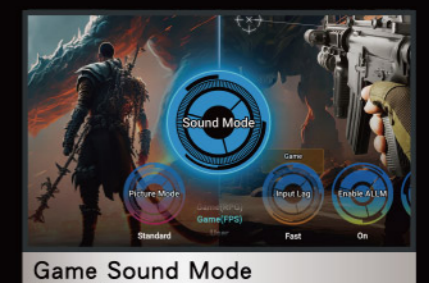 Sound Mode
Game
Picture Mode
Input Lag
Enable ALLM
Game(RPG)
Game(FPS)
Standard
Fast
On
Game Sound Mode